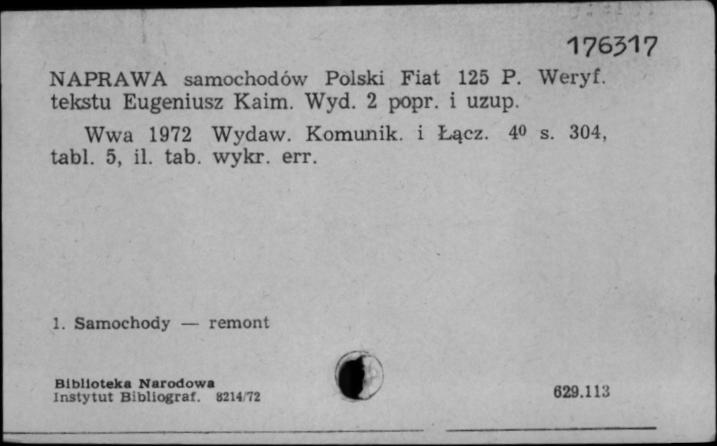 176317
NAPRAWA samochodów Polski Fiat 125 P. Weryf.
tekstu Eugeniusz Kaim. Wyd. 2 popr. i uzup.
Wwa 1972 Wydaw. Komunik. i Łącz. 4⁰ s. 304,
tabl. 5, il. tab. wykr. err.
1. Samochody — remont
Biblioteka Narodowa
Instytut Bibliograf. 8214/72
629.113